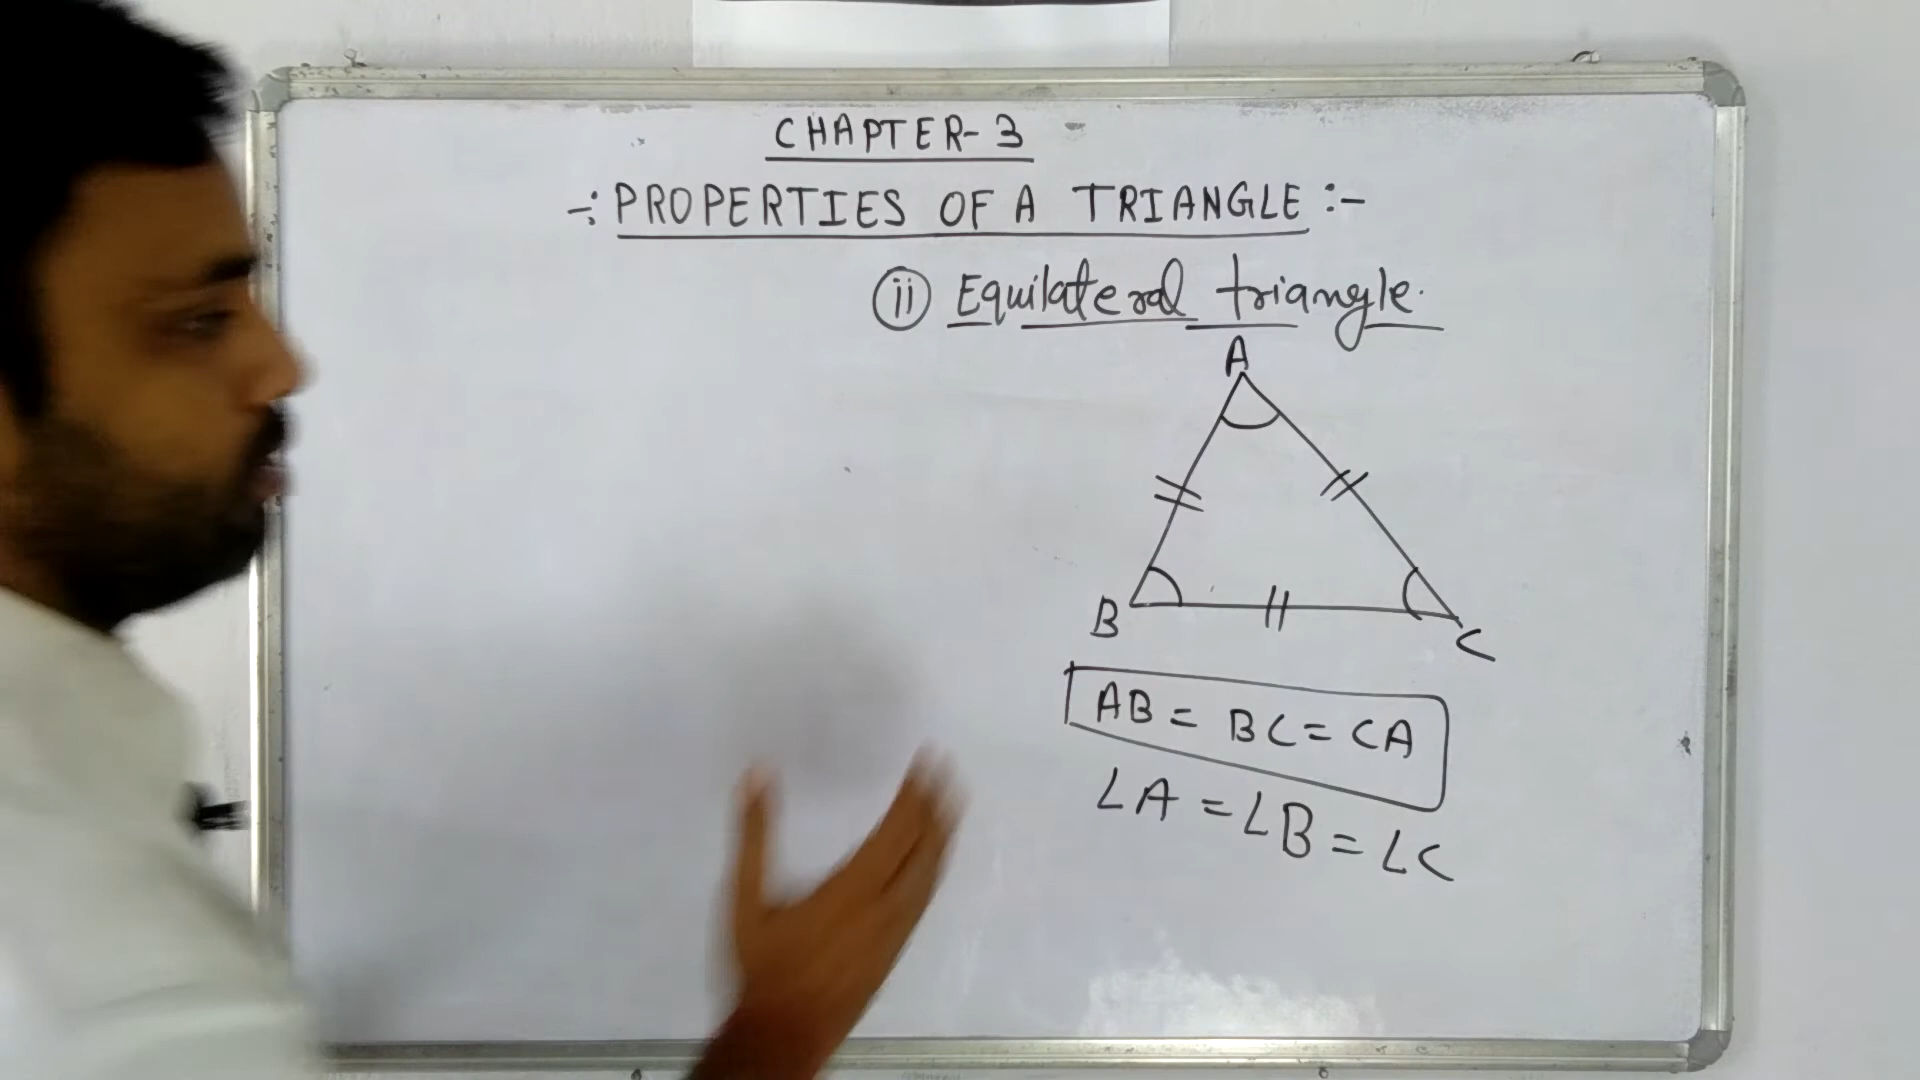 CHAPTER-3
-:PROPERTIES OF A TRIANGLE:-
(ii) Equilateral triangle.
A
B
C
AB = BC = CA
∠A = ∠B = ∠C